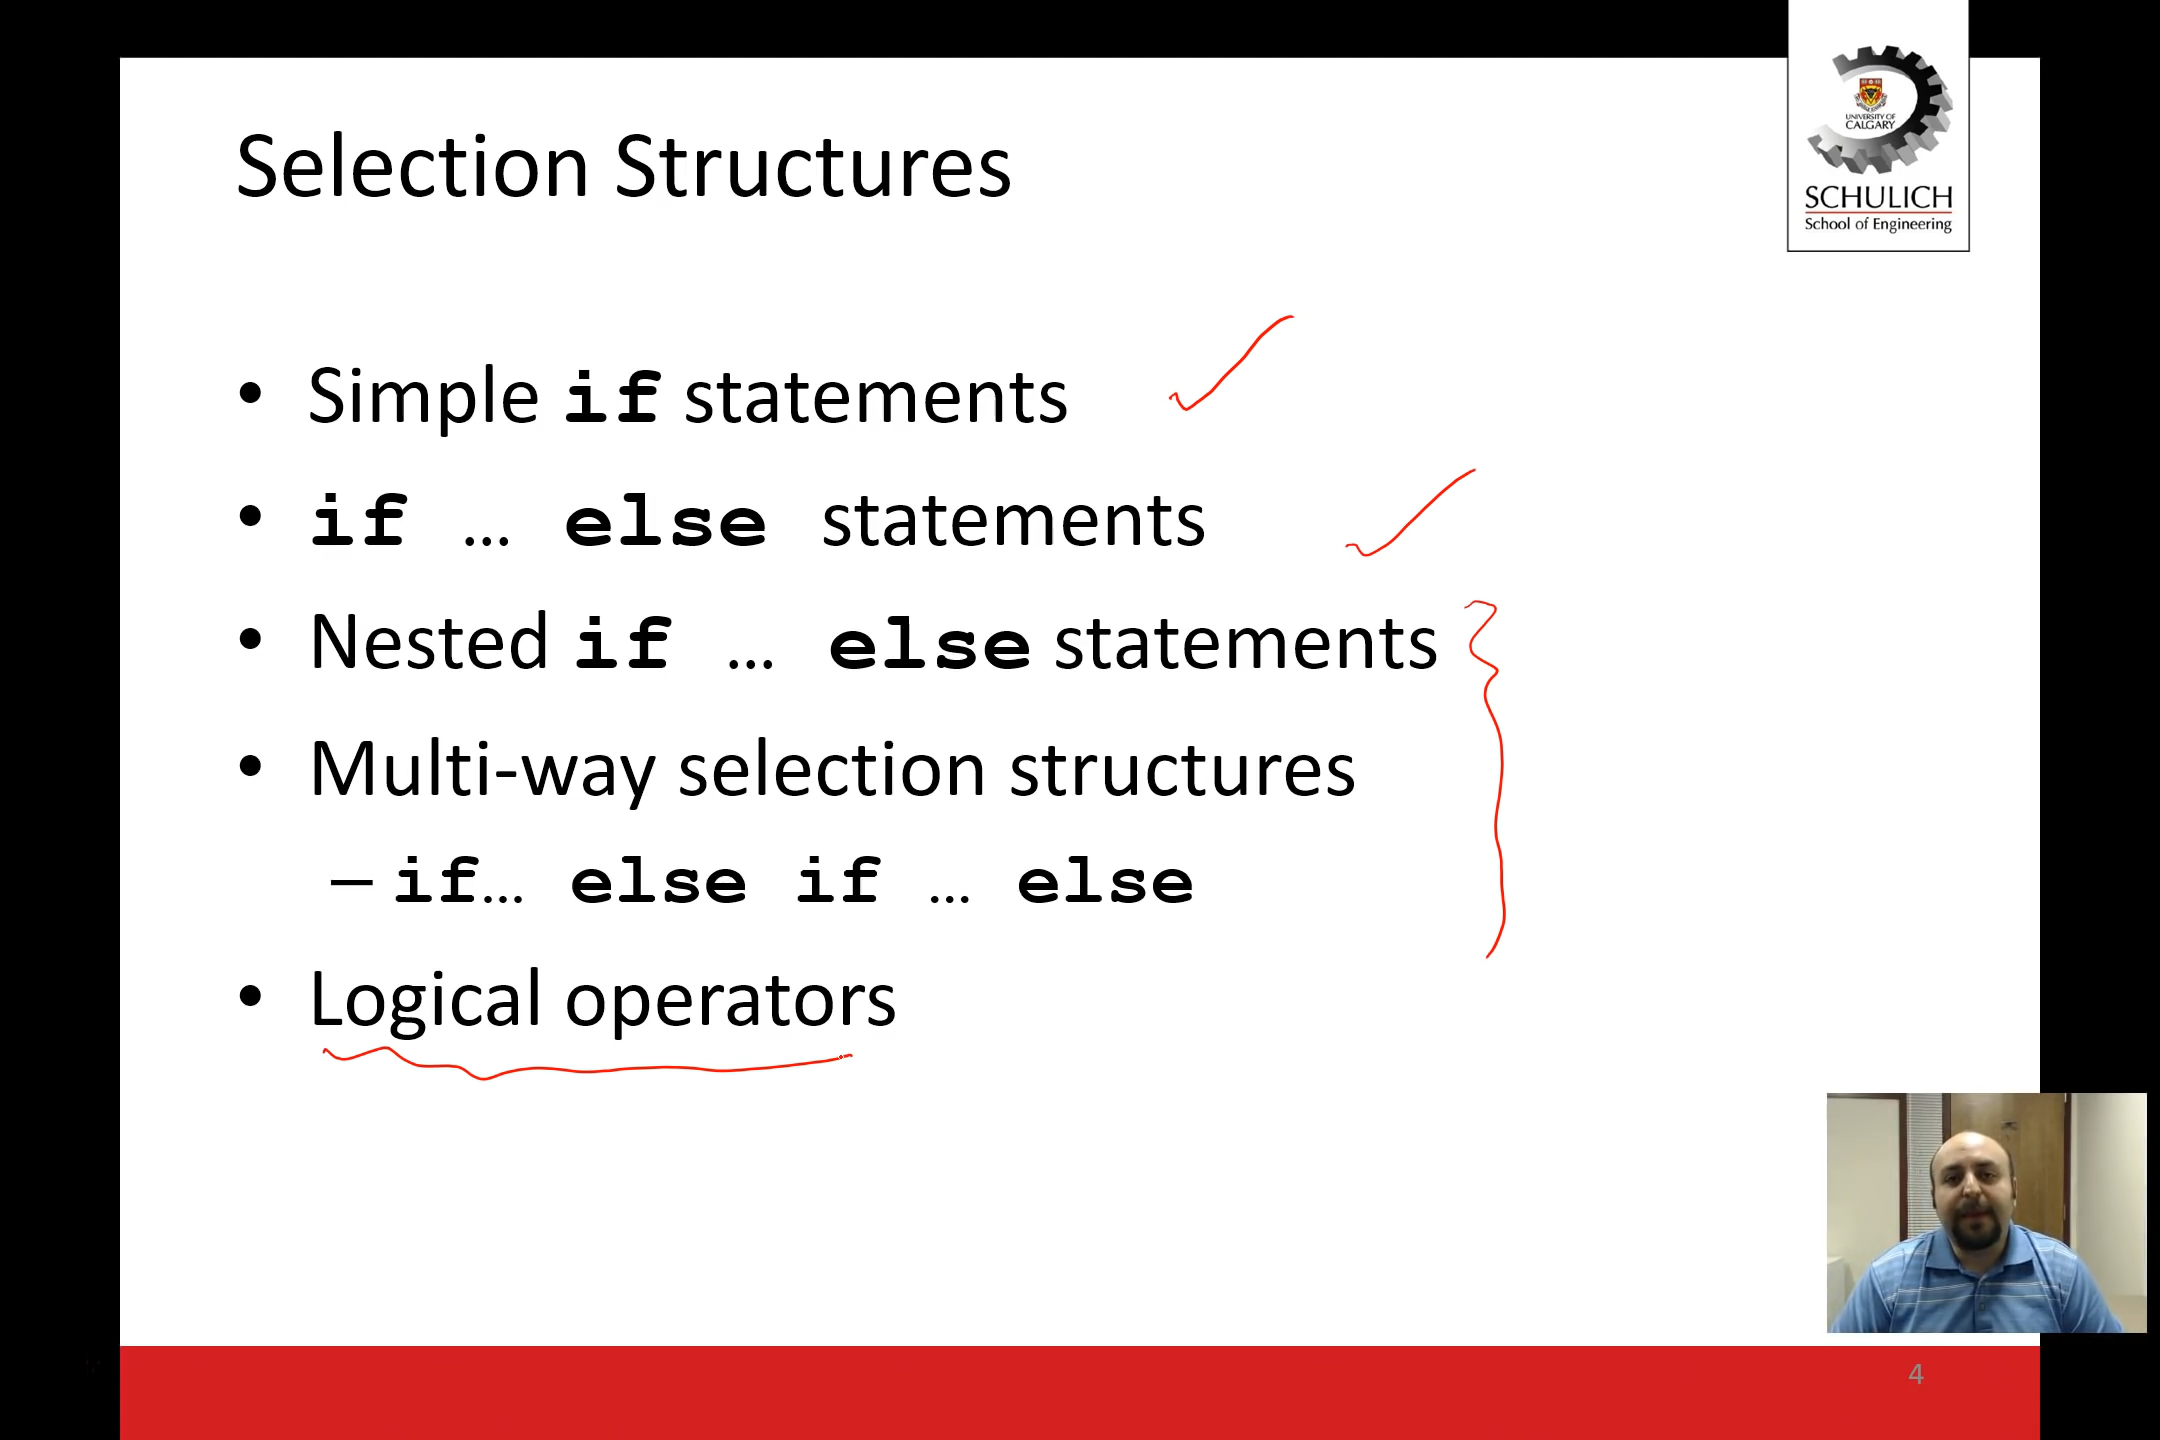 Selection Structures
UNIVERSITY OF
CALGARY
SCHULICH
School of Engineering
• Simple if statements
• if … else statements
• Nested if … else statements
• Multi-way selection structures
– if… else if … else
• Logical operators
4